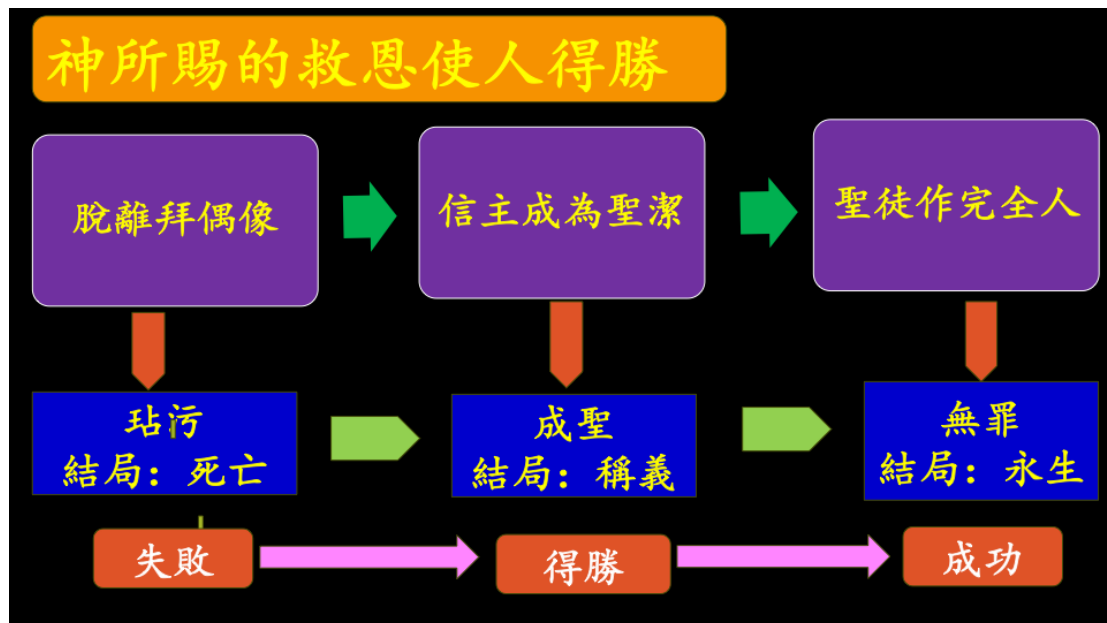 神所賜的救恩使人得勝
脫離拜偶像
信主成為聖潔
聖徒作完全人
玷污
結局：死亡
成聖
結局：稱義
無罪
結局：永生
失敗
得勝
成功